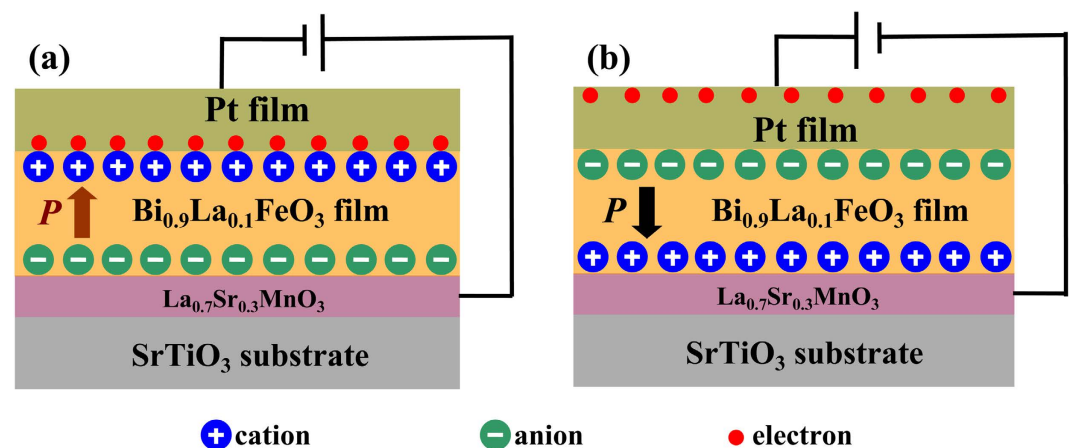 (a)
Pt film
P
Bi₀.₉La₀.₁FeO₃ film
La₀.₇Sr₀.₃MnO₃
SrTiO₃ substrate
(b)
Pt film
P
Bi₀.₉La₀.₁FeO₃ film
La₀.₇Sr₀.₃MnO₃
SrTiO₃ substrate
+ cation − anion electron